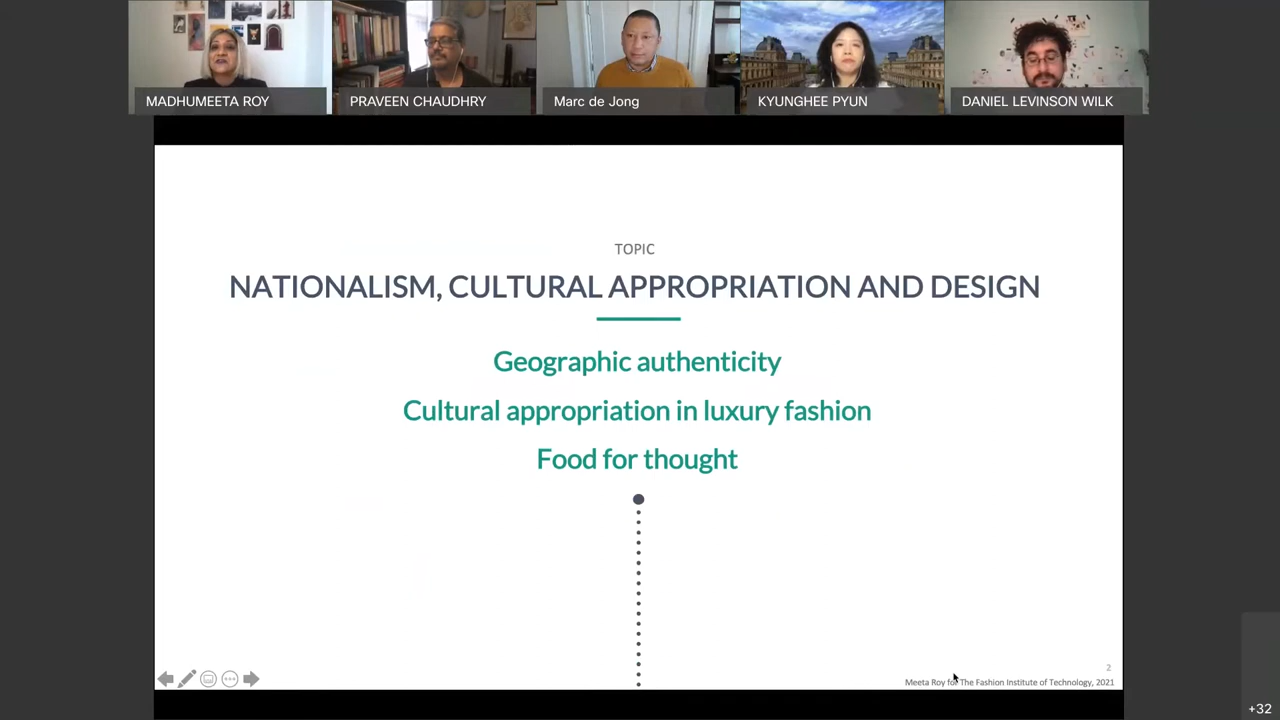 MADHUMEETA ROY
PRAVEEN CHAUDHRY
Marc de Jong
KYUNGHEE PYUN
DANIEL LEVINSON WILK
TOPIC
NATIONALISM, CULTURAL APPROPRIATION AND DESIGN
Geographic authenticity
Cultural appropriation in luxury fashion
Food for thought
2
Meeta Roy for The Fashion Institute of Technology, 2021
+32